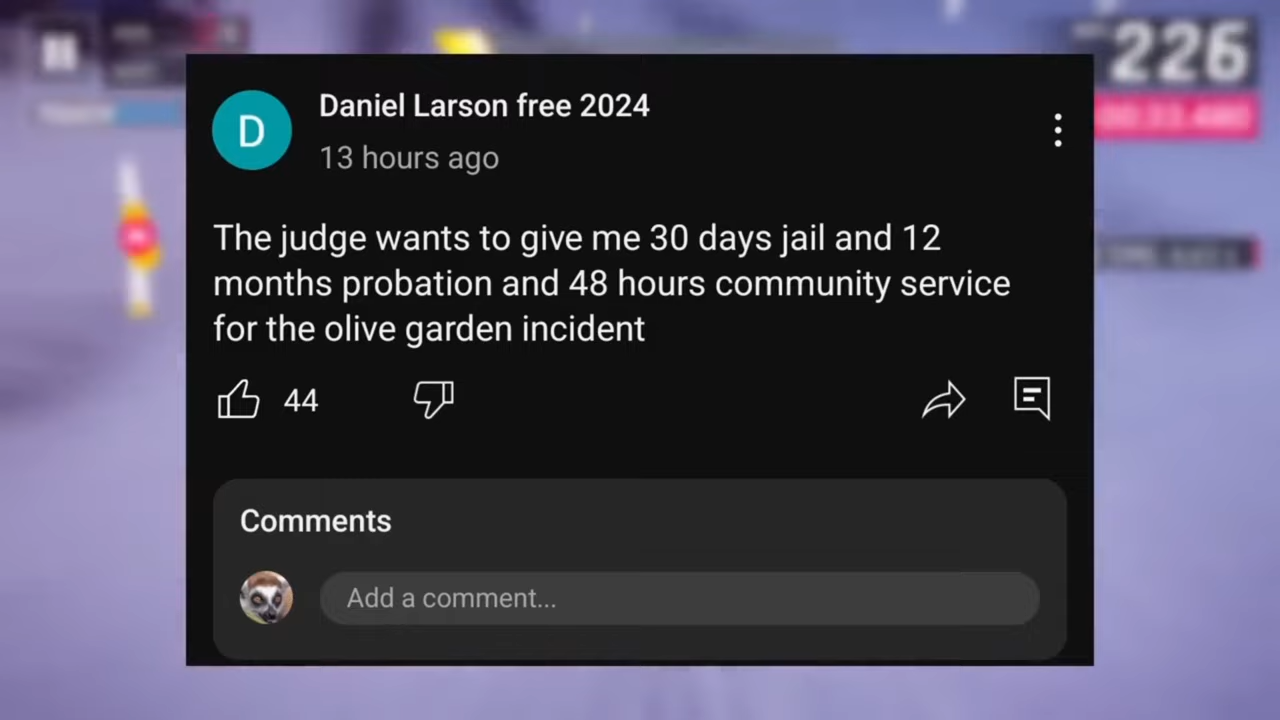 226
D
Daniel Larson free 2024
13 hours ago
The judge wants to give me 30 days jail and 12
months probation and 48 hours community service
for the olive garden incident
44
Comments
Add a comment...